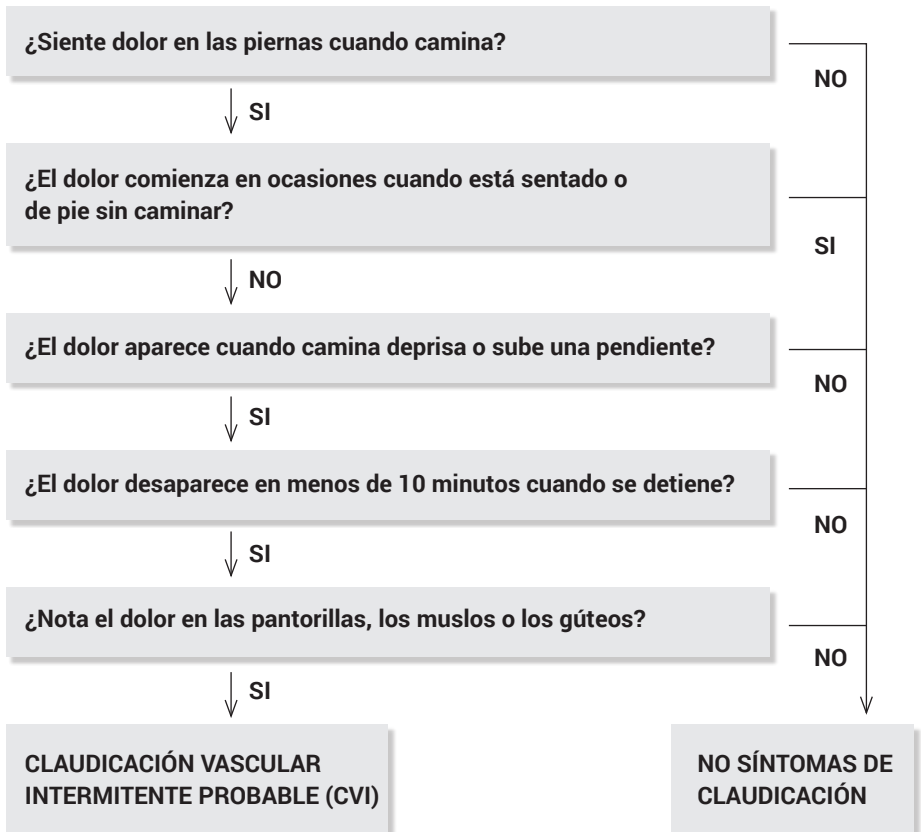 ¿Siente dolor en las piernas cuando camina?
NO
SI
¿El dolor comienza en ocasiones cuando está sentado o
de pie sin caminar?
SI
NO
¿El dolor aparece cuando camina deprisa o sube una pendiente?
NO
SI
¿El dolor desaparece en menos de 10 minutos cuando se detiene?
NO
SI
¿Nota el dolor en las pantorillas, los muslos o los gúteos?
NO
SI
CLAUDICACIÓN VASCULAR
INTERMITENTE PROBABLE (CVI)
NO SÍNTOMAS DE
CLAUDICACIÓN